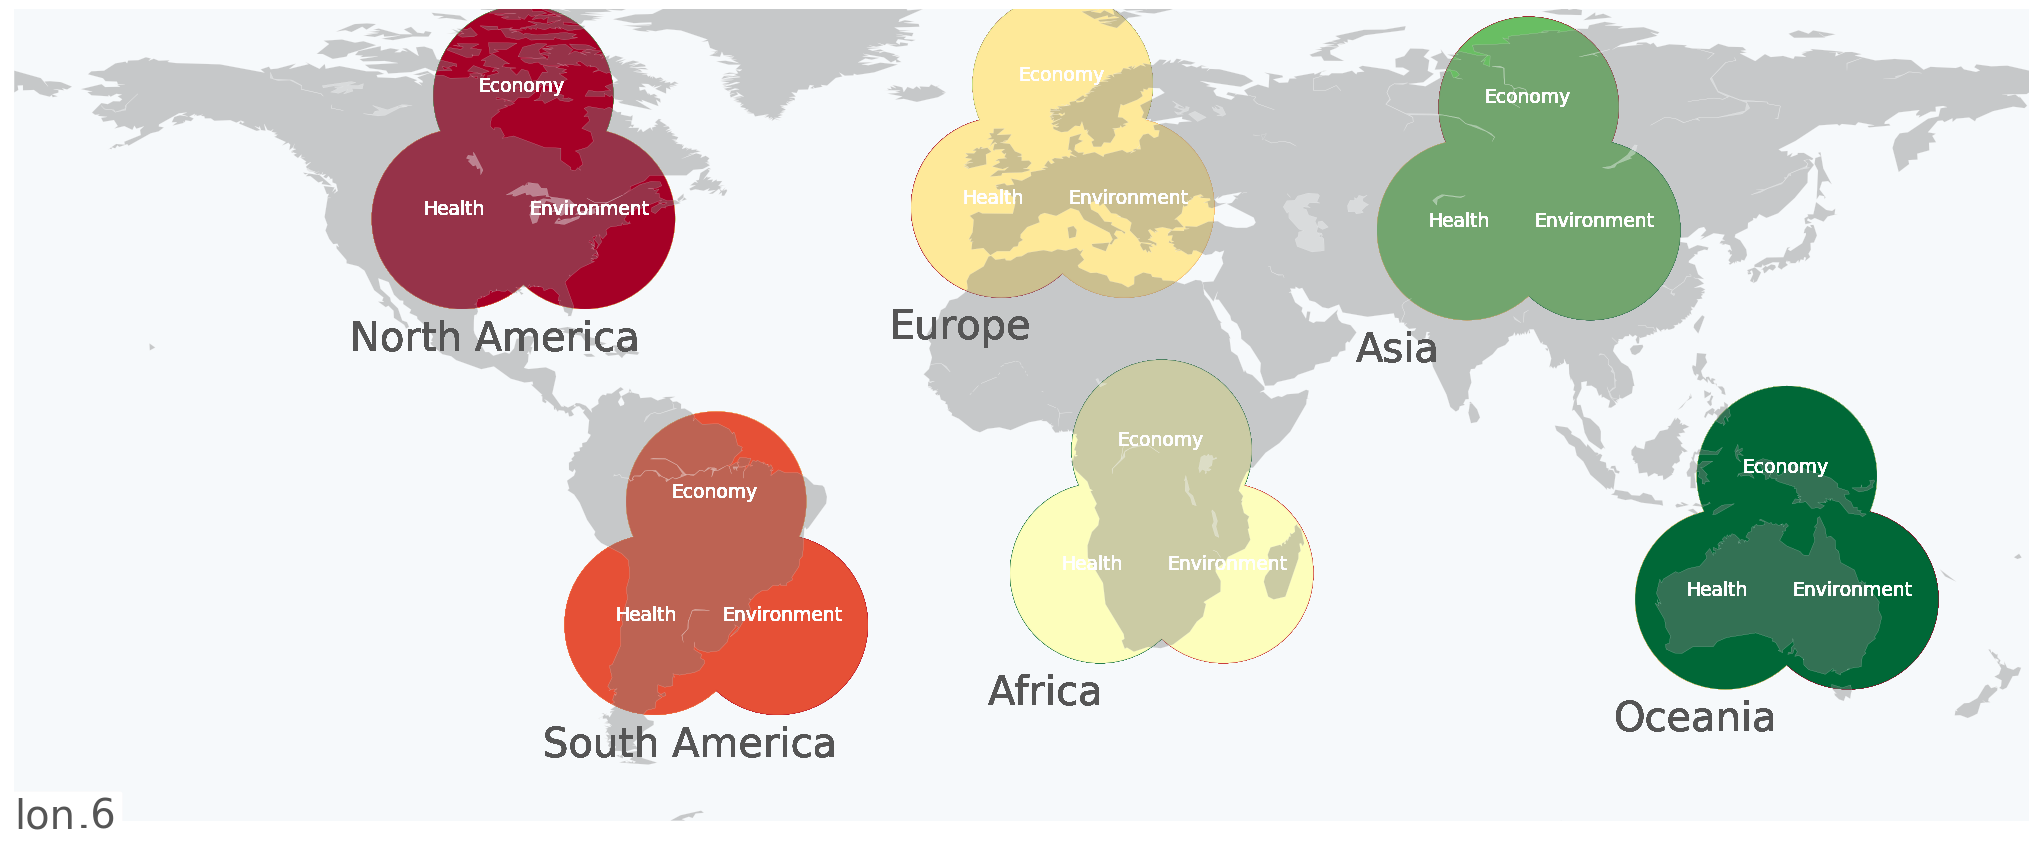 Economy
Health
Environment
North America
Economy
Health
Environment
Europe
Economy
Health
Environment
Asia
Economy
Health
Environment
South America
Economy
Health
Environment
Africa
Economy
Health
Environment
Oceania
lon.6